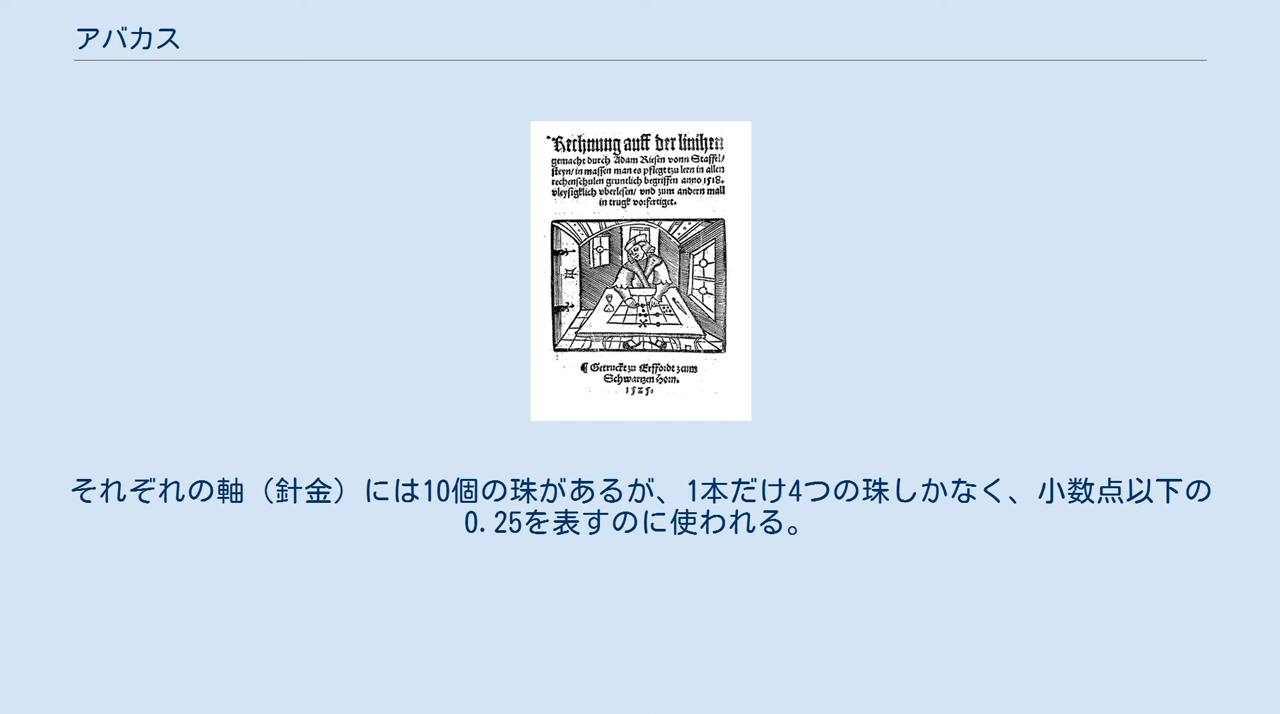 アバカス
Rechnung auff der linihen
gemacht durch Adam Riesen vonn Staffel/
steyn/ in massen man es pflegt tzu lern in allen
rechenschulen gruntlich begriffen anno 1518.
vleysigklich vberlesen/ vnd zum andern mall
in trugk vorfertiget.
¶ Getruckt zu Erffordt zcum
Schwartzen Horn.
1525.
それぞれの軸（針金）には10個の珠があるが、1本だけ4つの珠しかなく、小数点以下の
0.25を表すのに使われる。